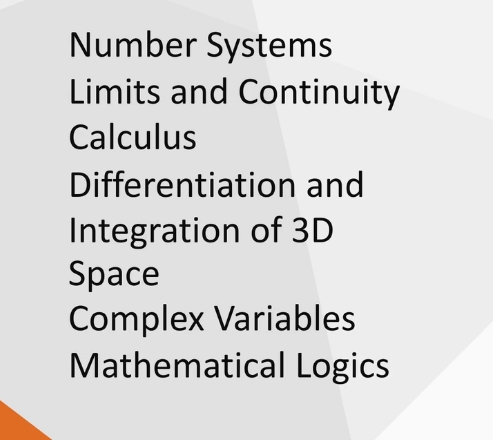 Number Systems
Limits and Continuity
Calculus
Differentiation and
Integration of 3D
Space
Complex Variables
Mathematical Logics